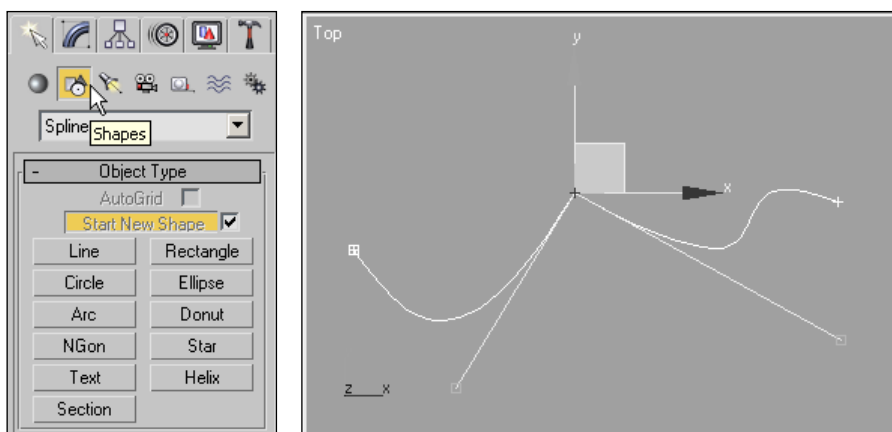 Spline
Shapes
- Object Type
AutoGrid
Start New Shape
Line Rectangle
Circle Ellipse
Arc Donut
NGon Star
Text Helix
Section
Top
y
x
z x